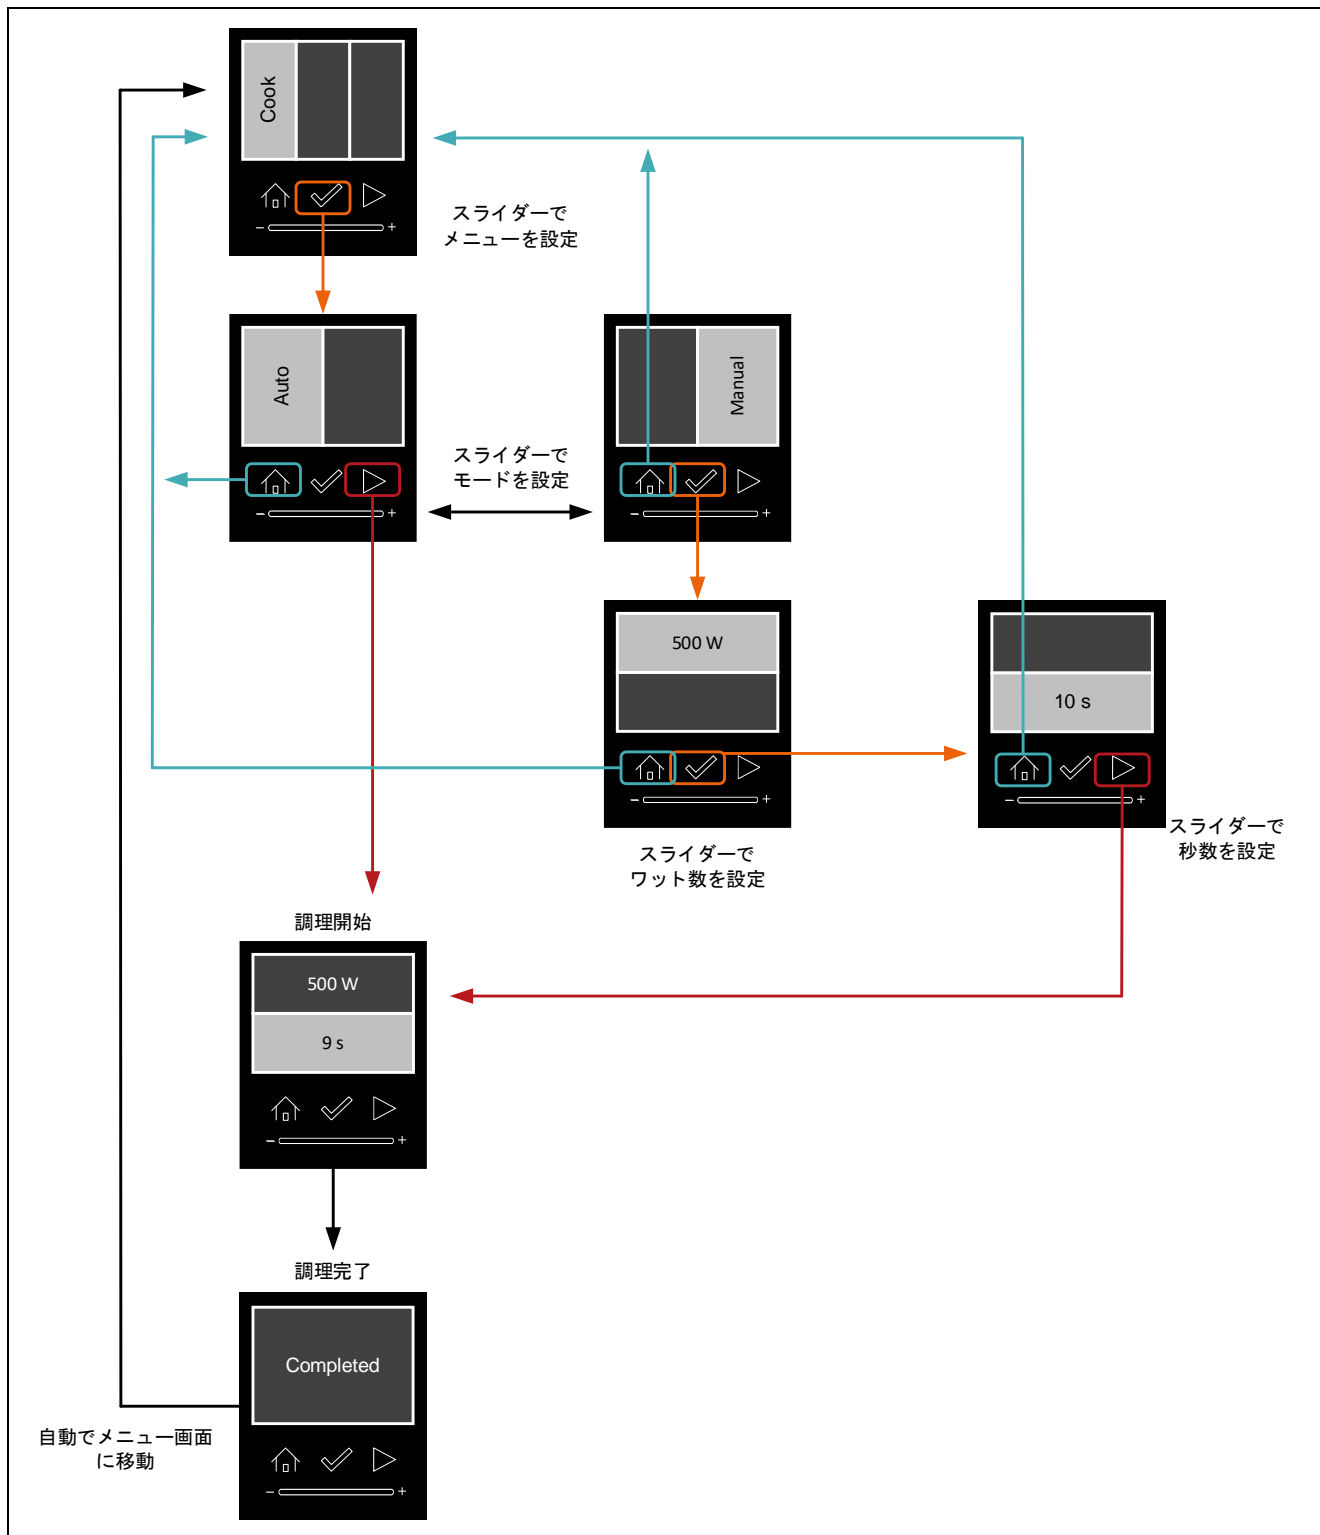 Cook
- +
スライダーで
メニューを設定
Auto
- +
スライダーで
モードを設定
Manual
- +
500 W
- +
スライダーで
ワット数を設定
10 s
- +
スライダーで
秒数を設定
調理開始
500 W
9 s
- +
調理完了
Completed
- +
自動でメニュー画面
に移動